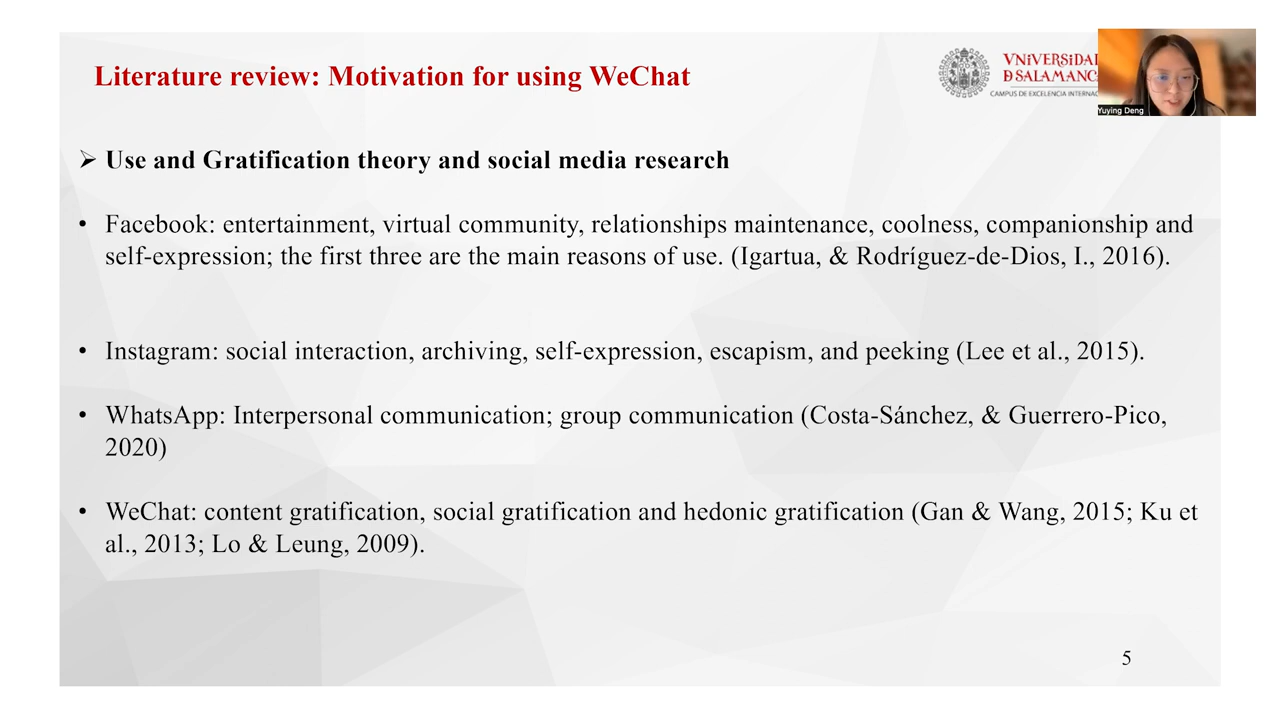 Literature review: Motivation for using WeChat
VNiVERSiDAD
D SALAMANCA
CAMPUS DE EXCELENCIA INTERNAC
Yuying Deng
➢ Use and Gratification theory and social media research
• Facebook: entertainment, virtual community, relationships maintenance, coolness, companionship and
self-expression; the first three are the main reasons of use. (Igartua, & Rodríguez-de-Dios, I., 2016).
• Instagram: social interaction, archiving, self-expression, escapism, and peeking (Lee et al., 2015).
• WhatsApp: Interpersonal communication; group communication (Costa-Sánchez, & Guerrero-Pico,
2020)
• WeChat: content gratification, social gratification and hedonic gratification (Gan & Wang, 2015; Ku et
al., 2013; Lo & Leung, 2009).
5